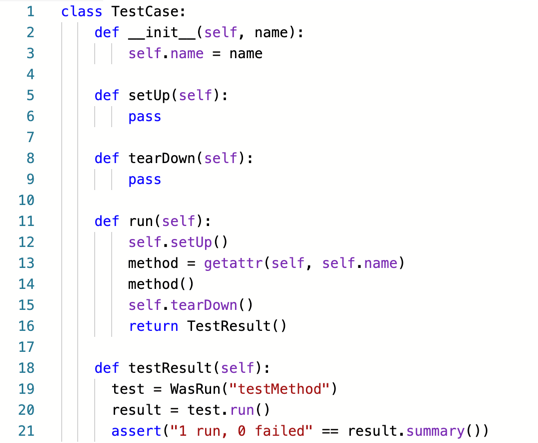 1 class TestCase:
2     def __init__(self, name):
3         self.name = name
4
5     def setUp(self):
6         pass
7
8     def tearDown(self):
9         pass
10
11     def run(self):
12         self.setUp()
13         method = getattr(self, self.name)
14         method()
15         self.tearDown()
16         return TestResult()
17
18     def testResult(self):
19       test = WasRun("testMethod")
20       result = test.run()
21       assert("1 run, 0 failed" == result.summary())